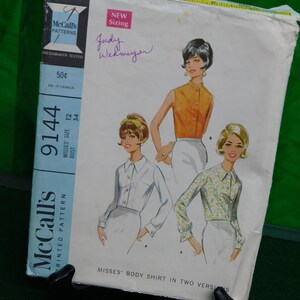 McCall's
PATTERNS
50¢
NEW
Sizing
Judy
Wedmeyer
9144
MISSES' SIZE 12
BUST 34
McCall's
PRINTED PATTERN
MISSES' BODY SHIRT IN TWO VERSIONS